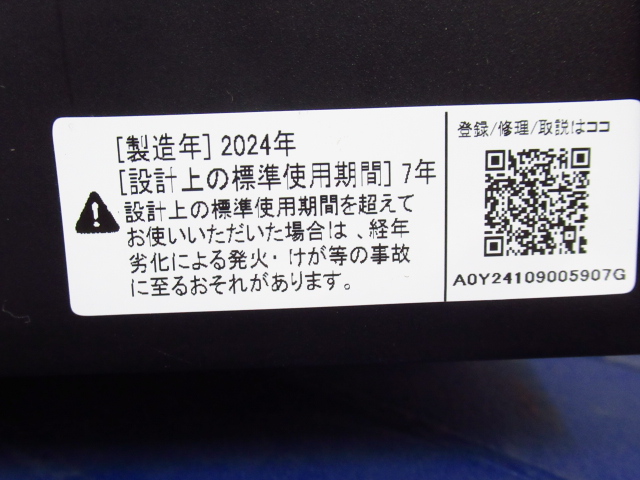 [製造年] 2024年
[設計上の標準使用期間] 7年
設計上の標準使用期間を超えて
お使いいただいた場合は、経年
劣化による発火・けが等の事故
に至るおそれがあります。
登録/修理/取説はココ
A0Y24109005907G